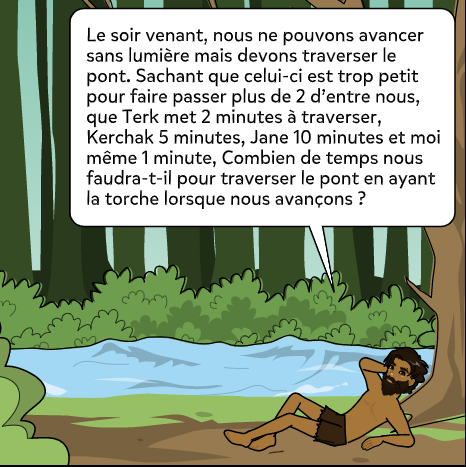 Le soir venant, nous ne pouvons avancer
sans lumière mais devons traverser le
pont. Sachant que celui-ci est trop petit
pour faire passer plus de 2 d'entre nous,
que Terk met 2 minutes à traverser,
Kerchak 5 minutes, Jane 10 minutes et moi
même 1 minute, Combien de temps nous
faudra-t-il pour traverser le pont en ayant
la torche lorsque nous avançons ?